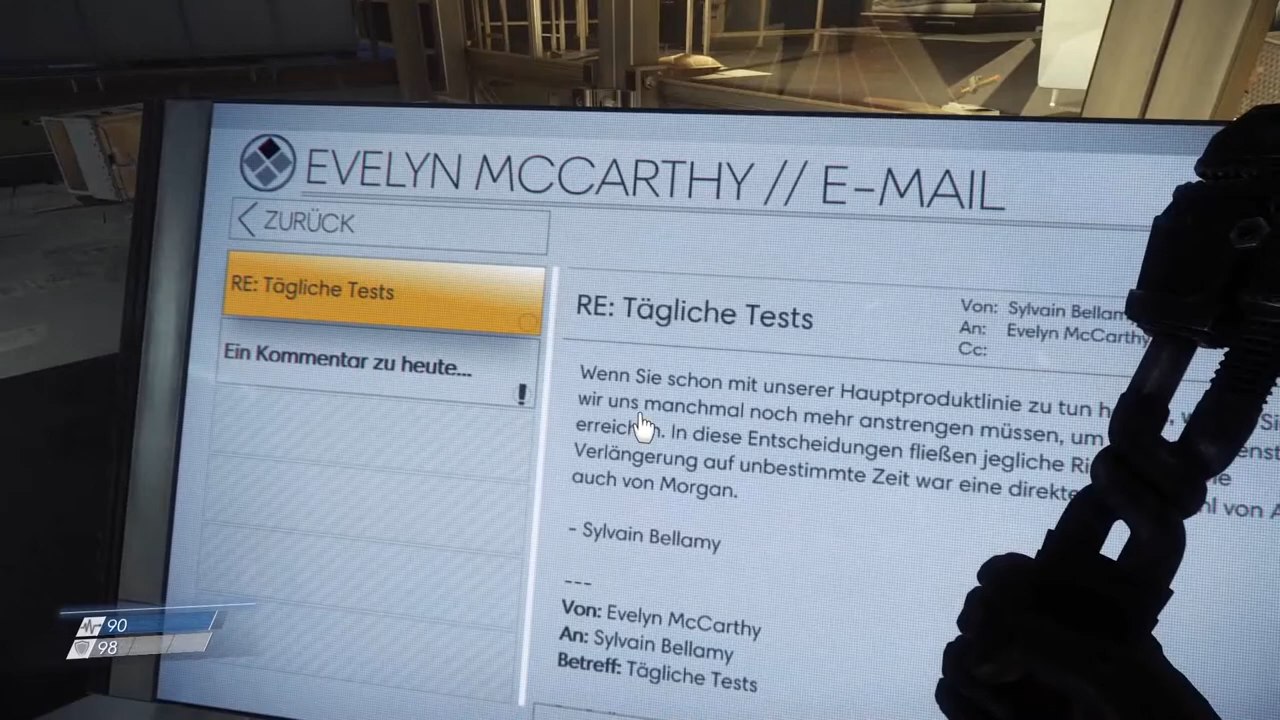 EVELYN MCCARTHY // E-MAIL
ZURÜCK
RE: Tägliche Tests
Ein Kommentar zu heute...
!
RE: Tägliche Tests
Von: Sylvain Bellam
An: Evelyn McCarthy
Cc:
Wenn Sie schon mit unserer Hauptproduktlinie zu tun
wir uns manchmal noch mehr anstrengen müssen, um
In diese Entscheidungen fließen jegliche
Verlängerung auf unbestimmte Zeit war eine direkte von
auch von Morgan.
- Sylvain Bellamy
---
Von: Evelyn McCarthy
An: Sylvain Bellamy
Betreff: Tägliche Tests
90
98